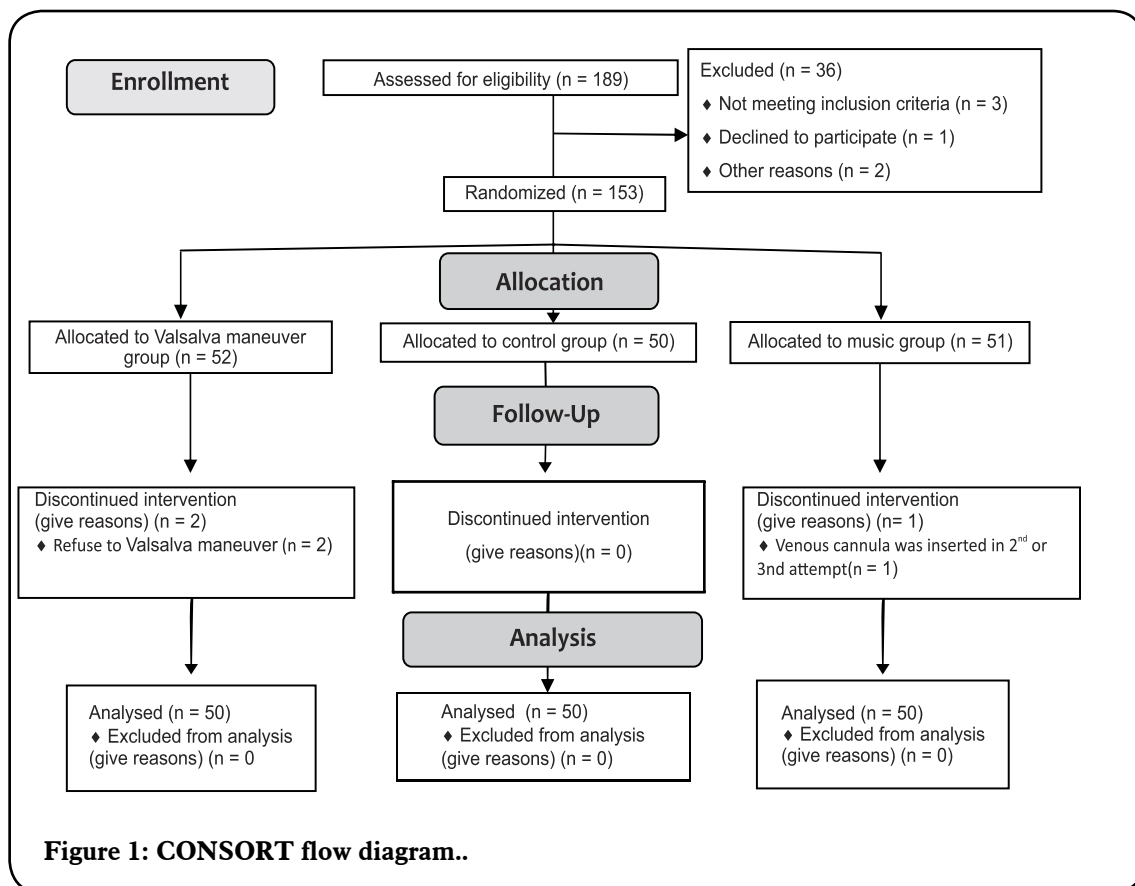 Enrollment
Assessed for eligibility (n = 189)
Excluded (n = 36)
♦ Not meeting inclusion criteria (n = 3)
♦ Declined to participate (n = 1)
♦ Other reasons (n = 2)
Randomized (n = 153)
Allocation
Allocated to Valsalva maneuver
group (n = 52)
Allocated to control group (n = 50)
Allocated to music group (n = 51)
Follow-Up
Discontinued intervention
(give reasons) (n = 2)
♦ Refuse to Valsalva maneuver (n = 2)
Discontinued intervention
(give reasons)(n = 0)
Discontinued intervention
(give reasons) (n= 1)
♦ Venous cannula was inserted in 2nd or
3nd attempt(n = 1)
Analysis
Analysed (n = 50)
♦ Excluded from analysis
(give reasons) (n = 0
Analysed (n = 50)
♦ Excluded from analysis
(give reasons) (n = 0)
Analysed (n = 50)
♦ Excluded from analysis
(give reasons) (n = 0)
Figure 1: CONSORT flow diagram..